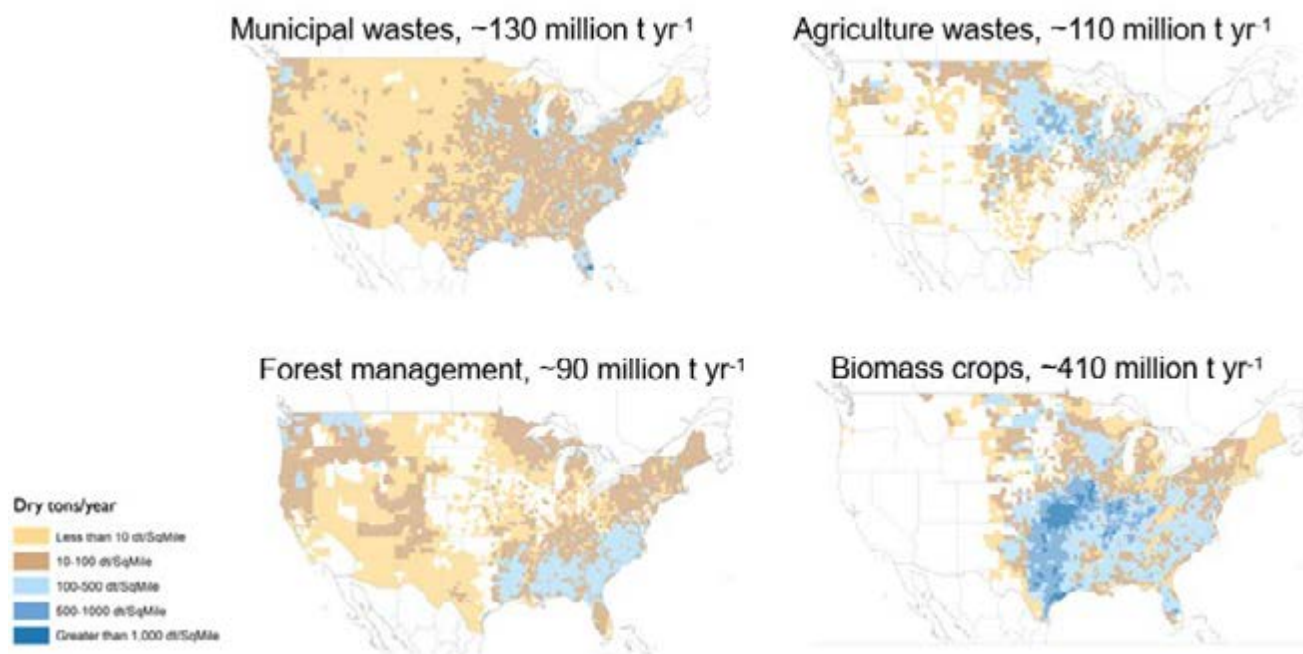 Municipal wastes, ~130 million t yr⁻¹
Agriculture wastes, ~110 million t yr⁻¹
Forest management, ~90 million t yr⁻¹
Biomass crops, ~410 million t yr⁻¹
Dry tons/year
Less than 10 dt/SqMile
10-100 dt/SqMile
100-500 dt/SqMile
500-1000 dt/SqMile
Greater than 1,000 dt/SqMile